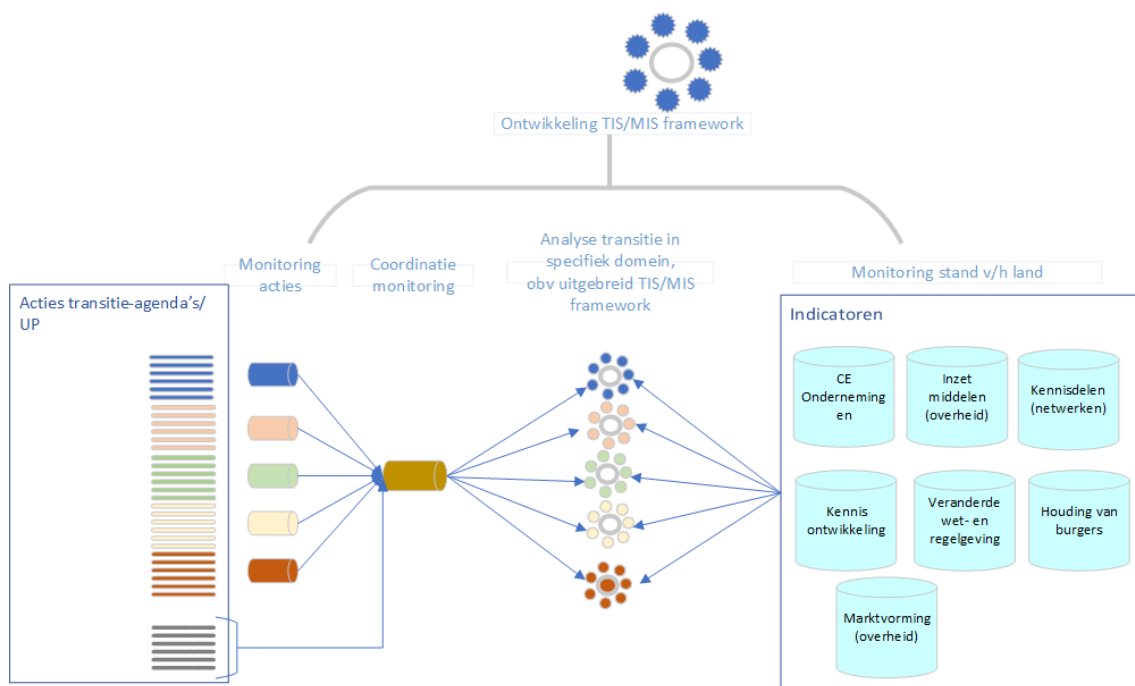 Ontwikkeling TIS/MIS framework
Monitoring
acties
Coordinatie
monitoring
Analyse transitie in
specifiek domein,
obv uitgebreid TIS/MIS
framework
Monitoring stand v/h land
Acties transitie-agenda's/
UP
Indicatoren
CE
Onderneming
en
Inzet
middelen
(overheid)
Kennisdelen
(netwerken)
Kennis
ontwikkeling
Veranderde
wet- en
regelgeving
Houding van
burgers
Marktvorming
(overheid)